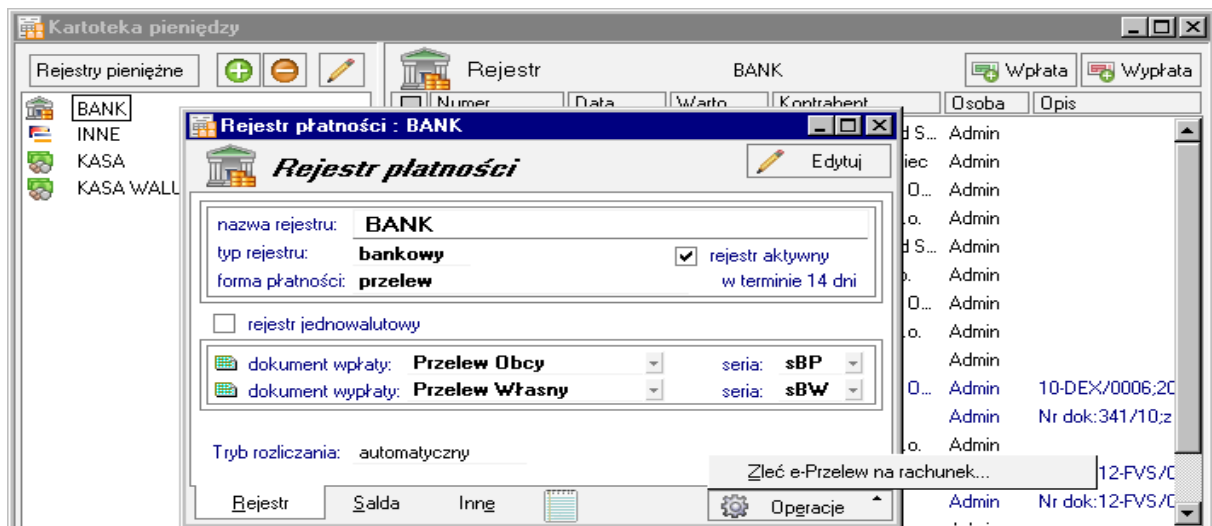 Kartoteka pieniędzy
Rejestry pieniężne
Rejestr BANK Wpłata Wypłata
Numer Data Warto Kontrahent Osoba Opis
BANK
INNE
KASA
KASA WALU
Rejestr płatności : BANK
Rejestr płatności Edytuj
nazwa rejestru: BANK
typ rejestru: bankowy rejestr aktywny
forma płatności: przelew w terminie 14 dni
rejestr jednowalutowy
dokument wpłaty: Przelew Obcy seria: sBP
dokument wypłaty: Przelew Własny seria: sBW
Tryb rozliczania: automatyczny
Zleć e-Przelew na rachunek...
Rejestr Salda Inne Operacje
d S... Admin
iec Admin
O... Admin
.o. Admin
d S... Admin
Admin
O... Admin
.o. Admin
Admin
O... Admin 10-DEX/0006;20
Admin Nr dok:341/10;z
.o. Admin
12-FVS/0
Admin Nr dok:12-FVS/0